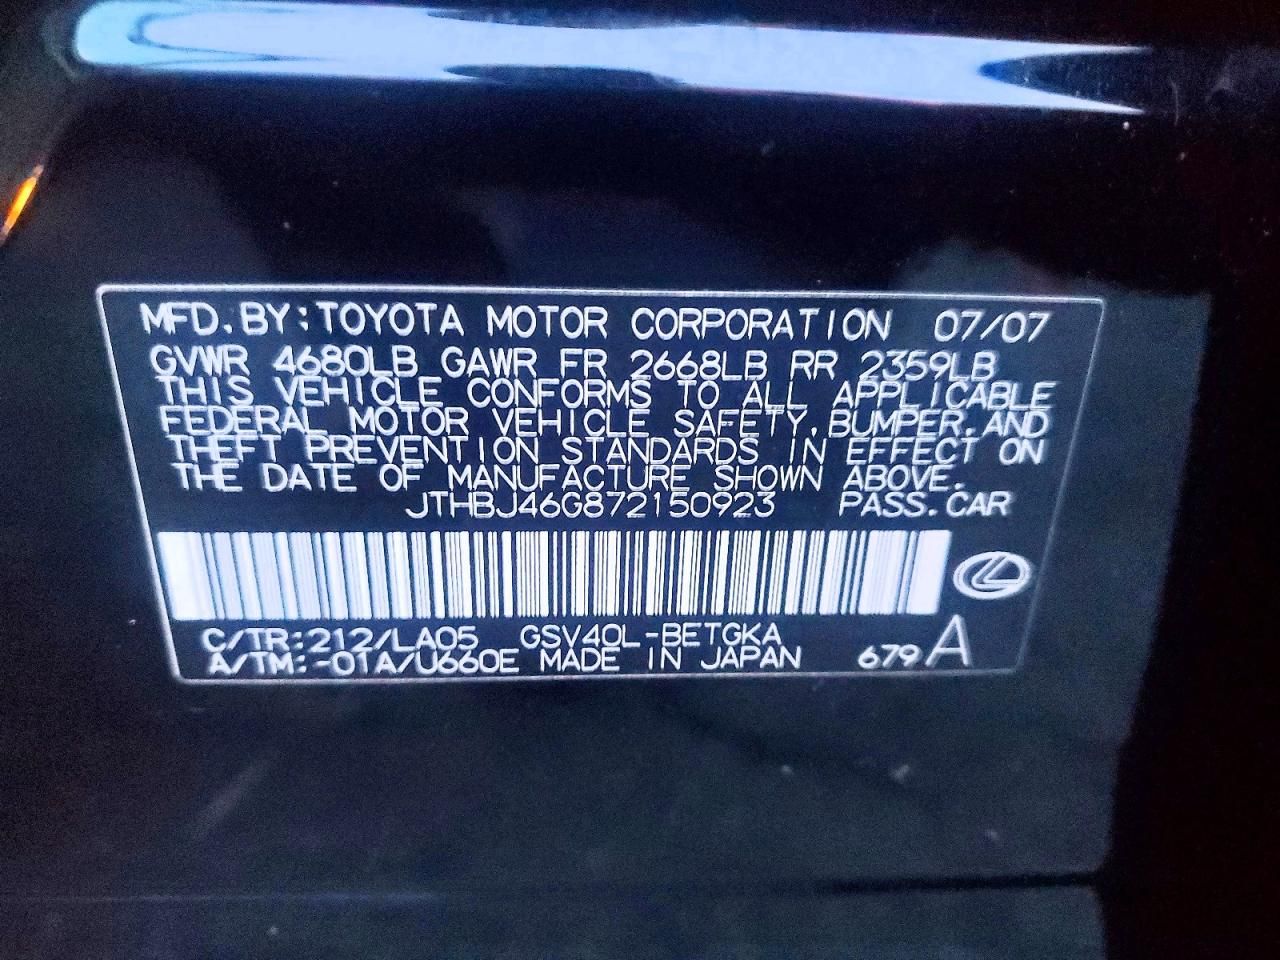 MFD. BY: TOYOTA MOTOR CORPORATION 07/07
GVWR 4680LB GAWR FR 2668LB RR 2359LB
THIS VEHICLE CONFORMS TO ALL APPLICABLE
FEDERAL MOTOR VEHICLE SAFETY, BUMPER, AND
THEFT PREVENTION STANDARDS IN EFFECT ON
THE DATE OF MANUFACTURE SHOWN ABOVE.
JTHBJ46G872150923 PASS. CAR
C/TR: 212/LA05 GSV40L-BETGKA
A/TM: -01A/U660E MADE IN JAPAN 679 A